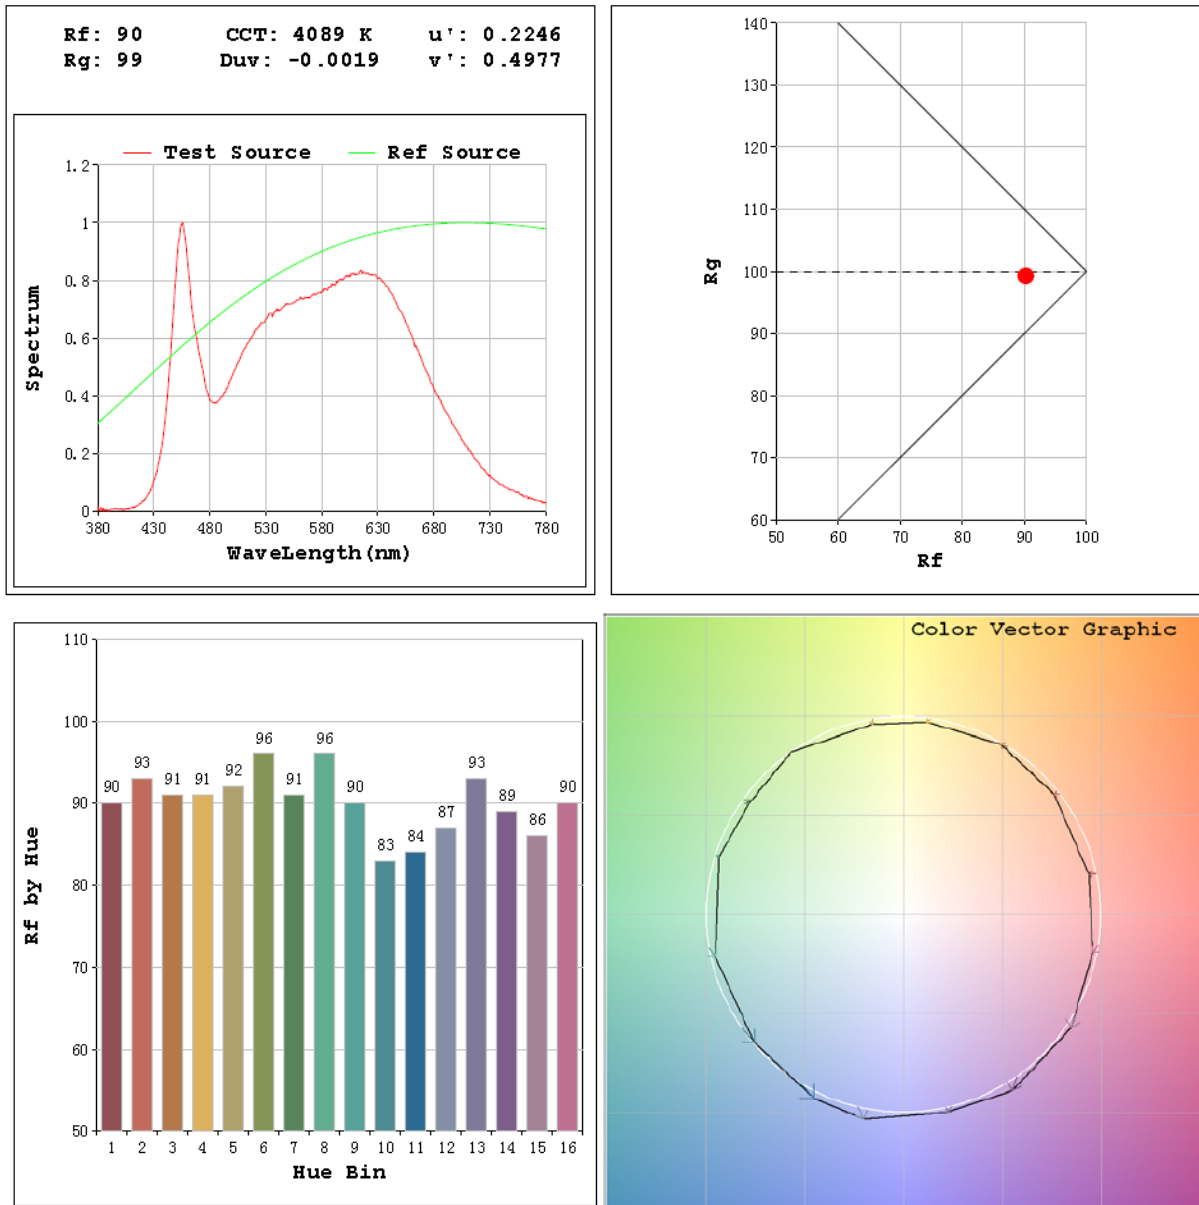 Rf: 90 CCT: 4089 K u': 0.2246
Rg: 99 Duv: -0.0019 v': 0.4977
Test Source Ref Source
1.2
1
0.8
0.6
0.4
0.2
0
Spectrum
380 430 480 530 580 630 680 730 780
WaveLength(nm)
140
130
120
110
100
90
80
70
60
Rg
50 60 70 80 90 100
Rf
110
100
90
80
70
60
50
Rf by Hue
90 93 91 91 92 96 91 96 90 83 84 87 93 89 86 90
1 2 3 4 5 6 7 8 9 10 11 12 13 14 15 16
Hue Bin
Color Vector Graphic